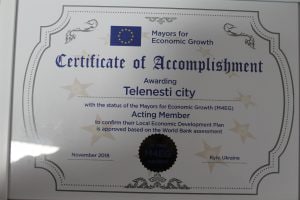 Mayors for
Economic Growth
Certificate of Accomplishment
Awarding
Telenesti city
with the status of the Mayors for Economic Growth (M4EG)
Acting Member
to confirm their Local Economic Development Plan
is approved based on the World Bank assessment
November 2018
Kyiv, Ukraine